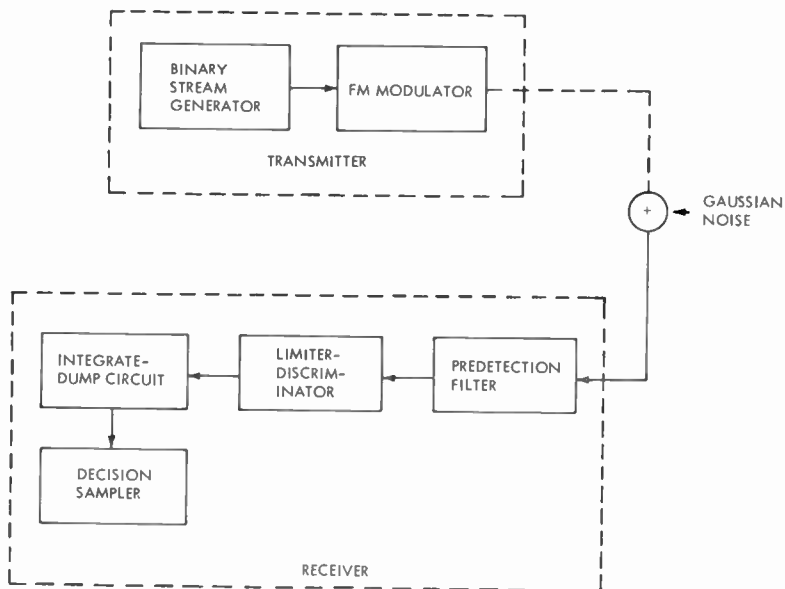 BINARY
STREAM
GENERATOR
FM MODULATOR
TRANSMITTER
+
GAUSSIAN
NOISE
INTEGRATE-
DUMP CIRCUIT
LIMITER-
DISCRIM-
INATOR
PREDETECTION
FILTER
DECISION
SAMPLER
RECEIVER